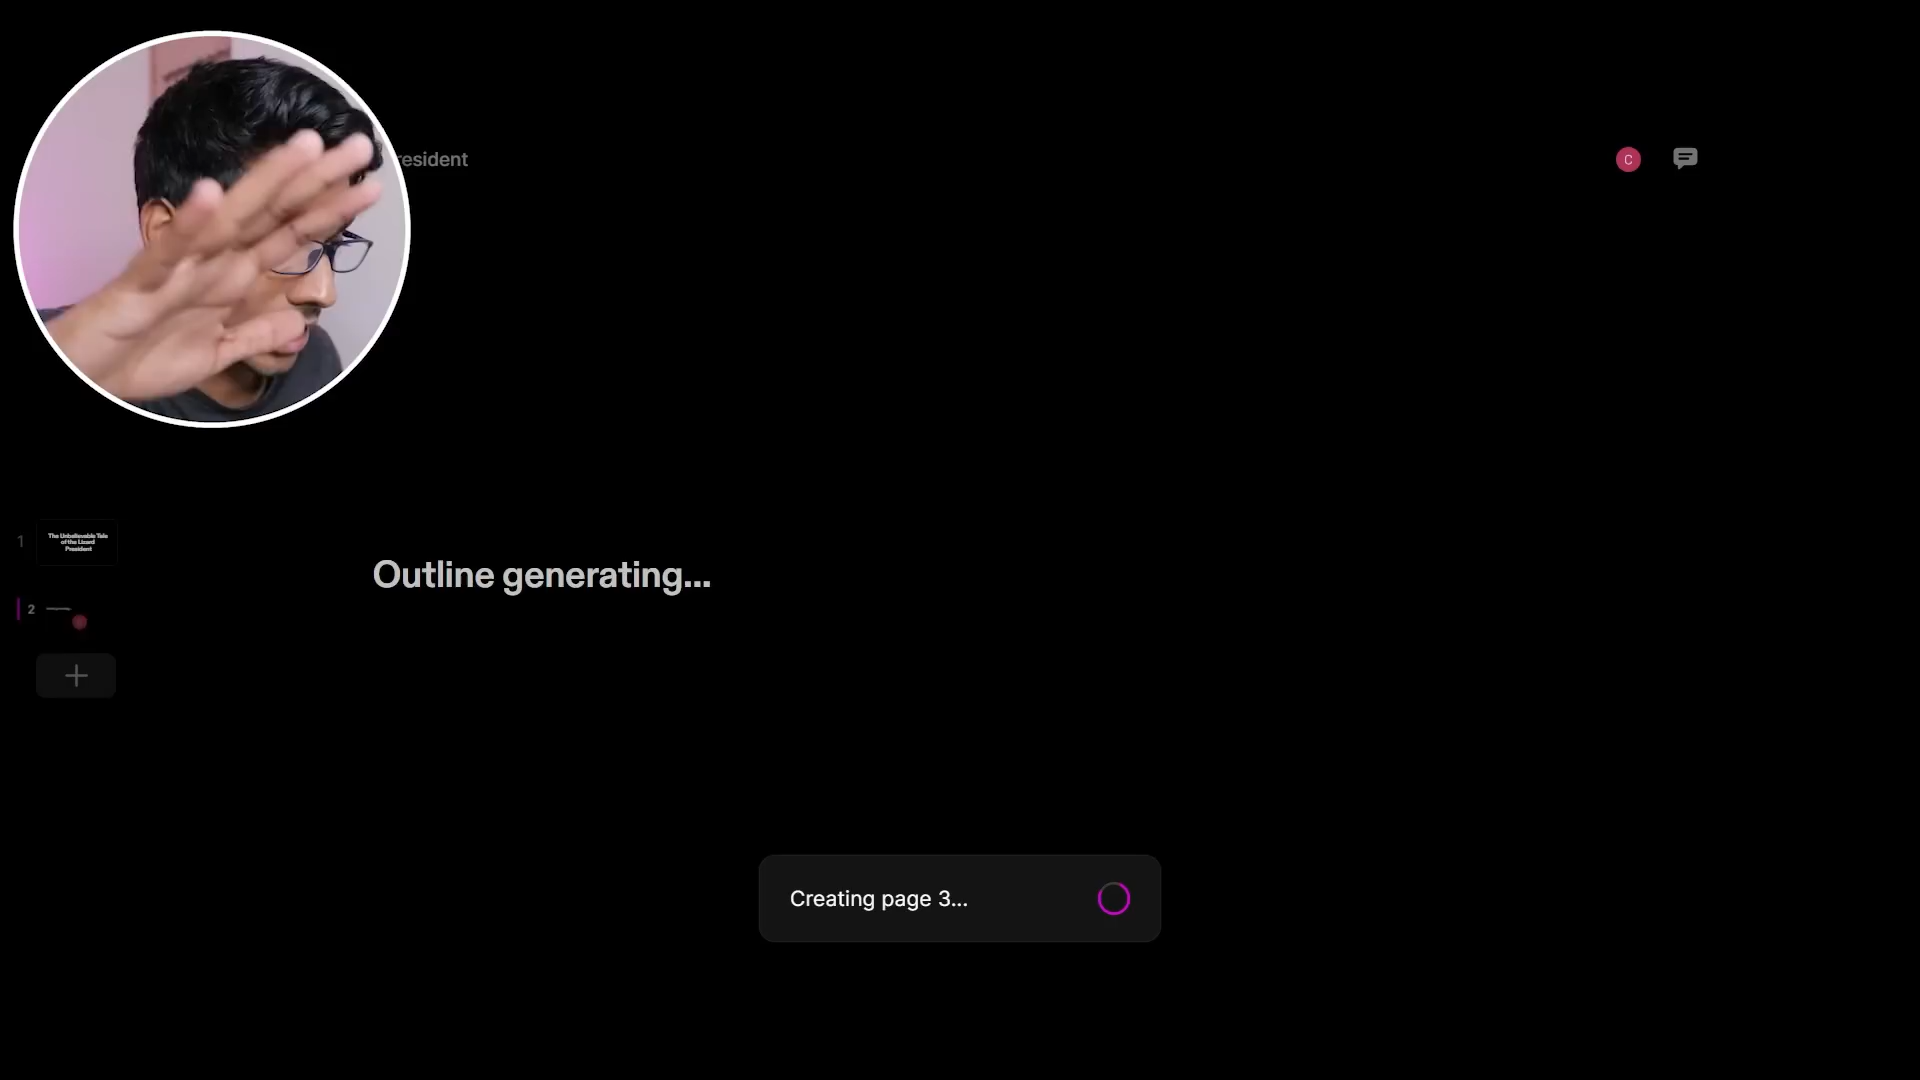 resident
C
1
The Unbelievable Tale
of the Lizard
President
Outline generating...
2
Creating page 3...